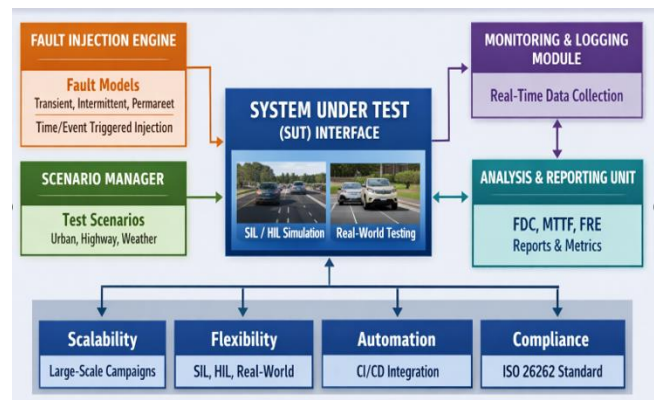 FAULT INJECTION ENGINE
Fault Models
Transient, Intermittent, Permareet
Time/Event Triggered Injection
SCENARIO MANAGER
Test Scenarios
Urban, Highway, Weather
SYSTEM UNDER TEST
(SUT) INTERFACE
SIL / HIL Simulation
Real-World Testing
MONITORING & LOGGING
MODULE
Real-Time Data Collection
ANALYSIS & REPORTING UNIT
FDC, MTTF, FRE
Reports & Metrics
Scalability
Large-Scale Campaigns
Flexibility
SIL, HIL, Real-World
Automation
CI/CD Integration
Compliance
ISO 26262 Standard